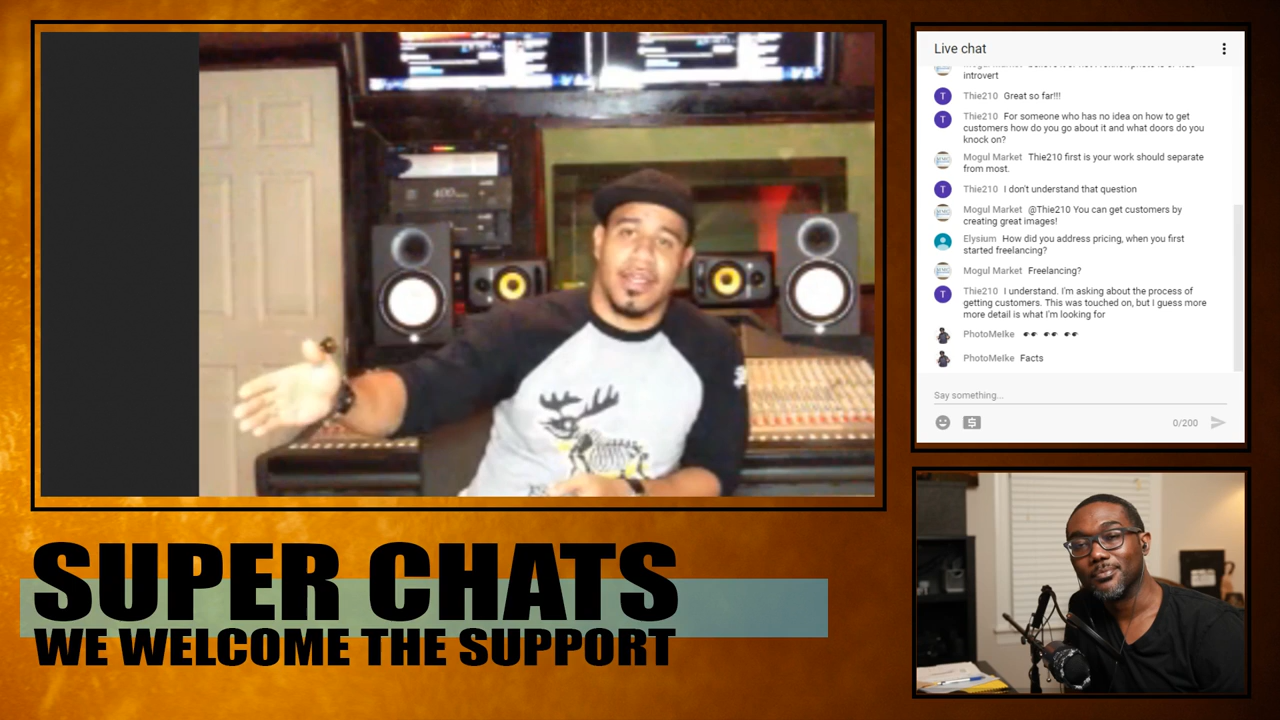 SUPER CHATS
WE WELCOME THE SUPPORT
Live chat
introvert
Thie210 Great so far!!!
Thie210 For someone who has no idea on how to get
customers how do you go about it and what doors do you
knock on?
Mogul Market Thie210 first is your work should separate
from most.
Thie210 I don't understand that question
Mogul Market @Thie210 You can get customers by
creating great images!
Elysium How did you address pricing, when you first
started freelancing?
Mogul Market Freelancing?
Thie210 I understand. I'm asking about the process of
getting customers. This was touched on, but I guess more
more detail is what I'm looking for
PhotoMeIke
PhotoMeIke Facts
Say something...
0/200